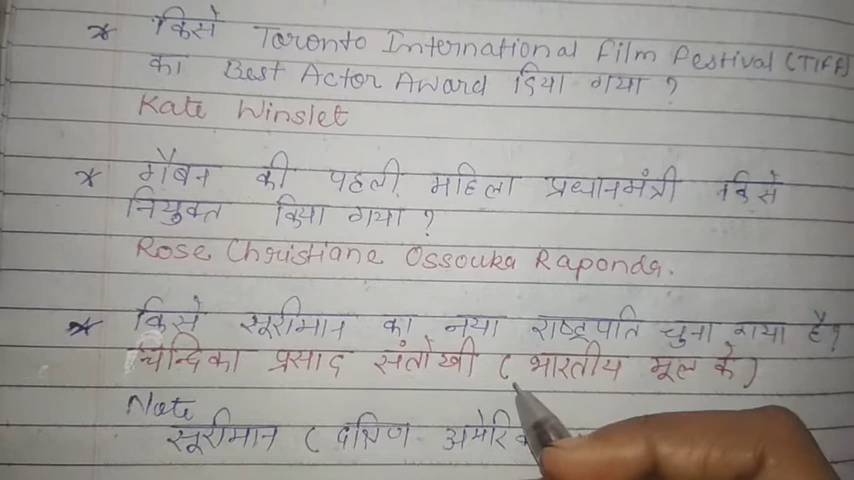 * किसे Toronto International Film Festival (TIFF)
का Best Actor Award दिया गया ?
Kate Winslet
* गैबन की पहली महिला प्रधानमंत्री किसे
नियुक्त किया गया ?
Rose Christiane Ossouka Raponda.
* किसे सूरीमान का नया राष्ट्रपति चुना गया है?
चन्द्रिका प्रसाद संतोखी ( भारतीय मूल के)
Note
सूरीमान ( दक्षिण